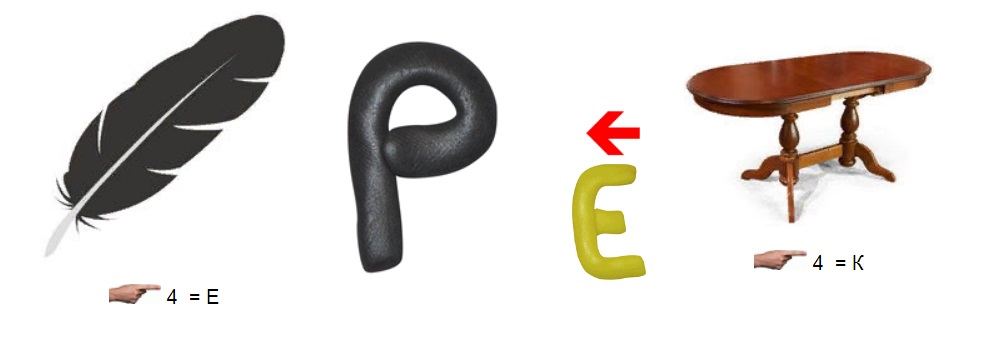 Р
Е
4 = Е
4 = К